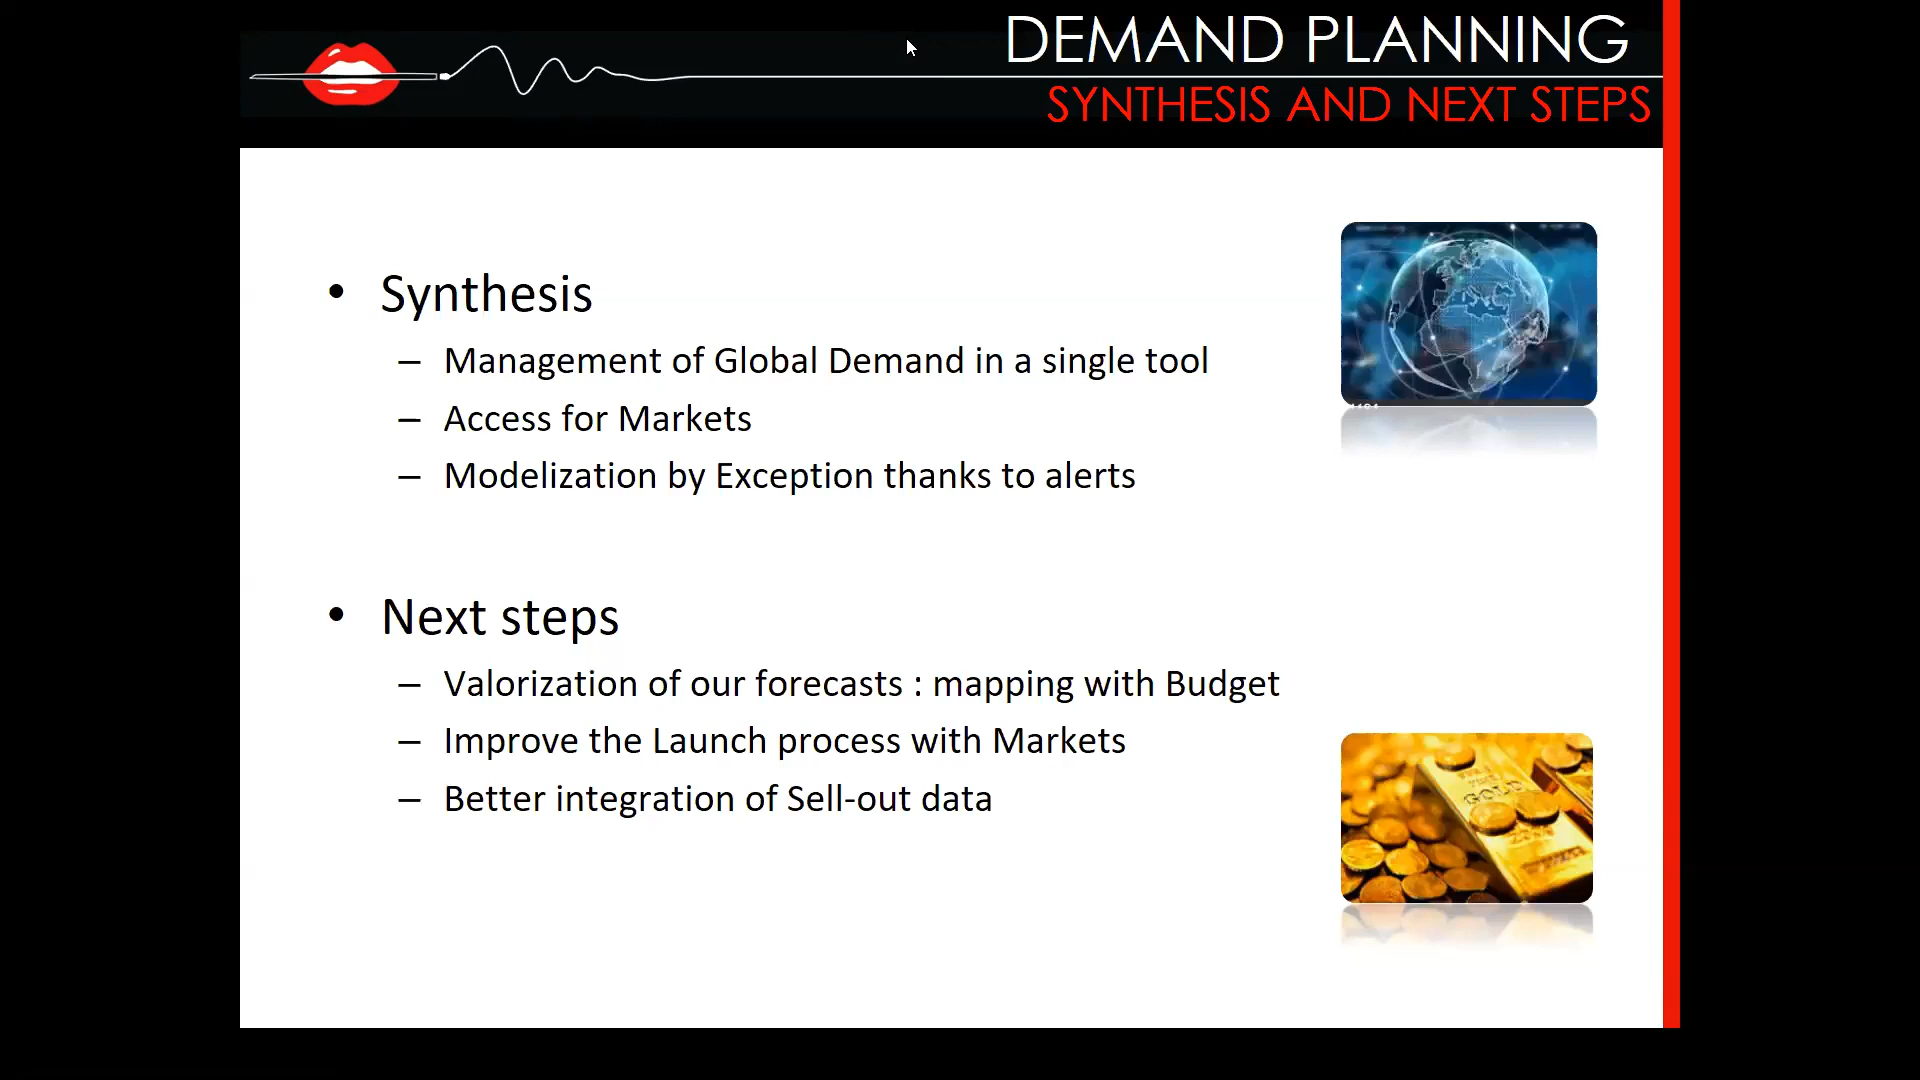 DEMAND PLANNING
SYNTHESIS AND NEXT STEPS
• Synthesis
– Management of Global Demand in a single tool
– Access for Markets
– Modelization by Exception thanks to alerts
• Next steps
– Valorization of our forecasts : mapping with Budget
– Improve the Launch process with Markets
– Better integration of Sell-out data
GOLD